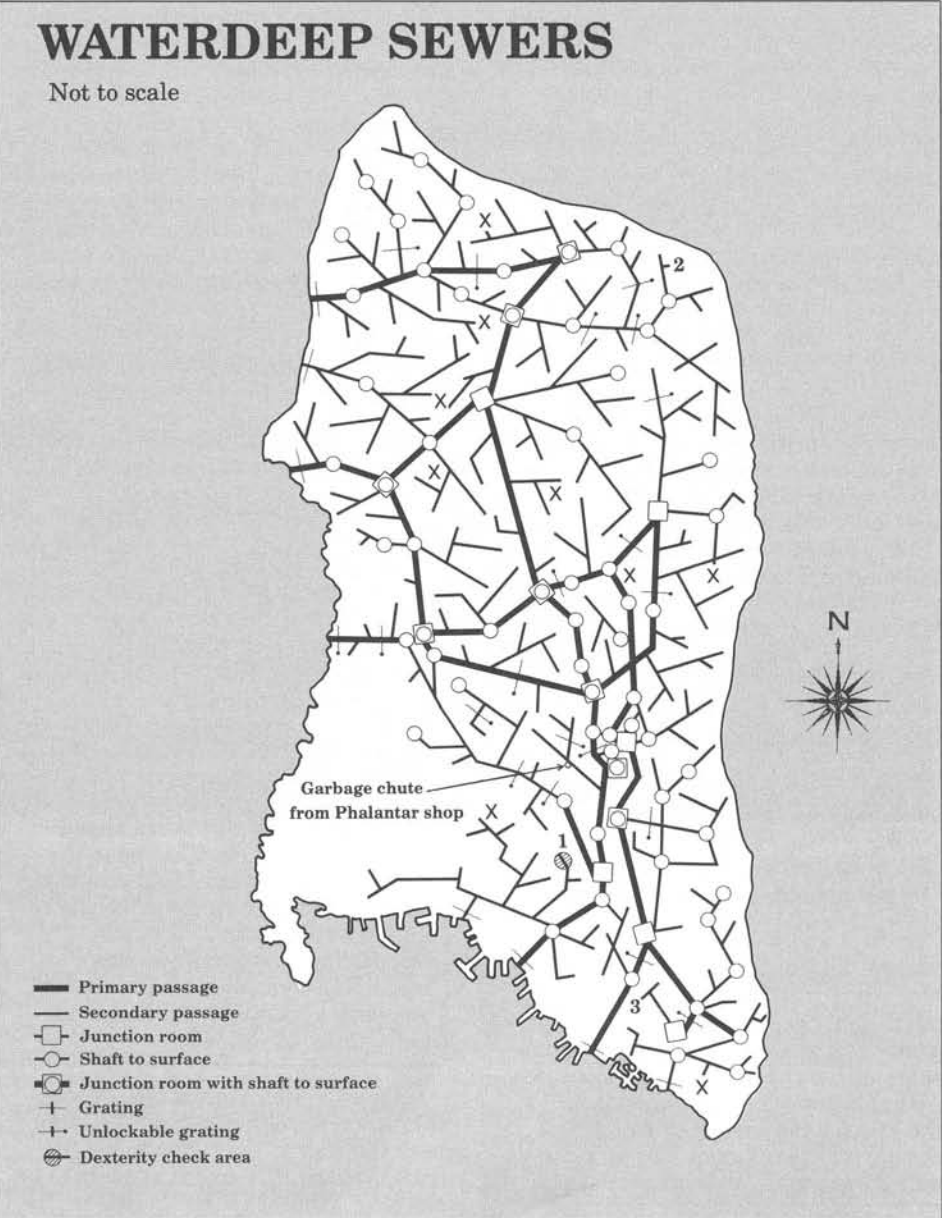 WATERDEEP SEWERS
Not to scale
X
2
X
X
X
X
X
X
N
Garbage chute
from Phalantar shop
X
1
3
X
Primary passage
Secondary passage
Junction room
Shaft to surface
Junction room with shaft to surface
Grating
Unlockable grating
Dexterity check area